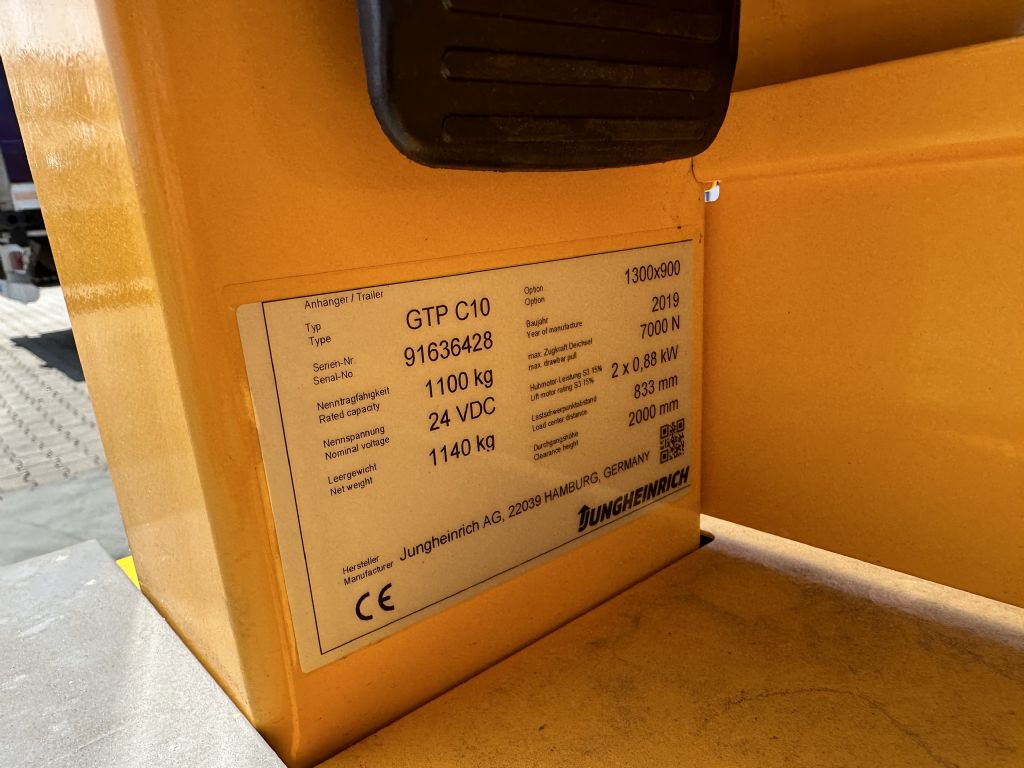 Anhänger / Trailer
Typ
Type
GTP C10
Serien-Nr
Serial-No
91636428
Nenntragfähigkeit
Rated capacity
1100 kg
Nennspannung
Nominal voltage
24 VDC
Leergewicht
Net weight
1140 kg
Option
Option
1300x900
Baujahr
Year of manufacture
2019
max. Zugkraft Deichsel
max. drawbar pull
7000 N
Hubmotor-Leistung S3 15%
Lift motor rating S3 15%
2 x 0,88 kW
Lastschwerpunktabstand
Load center distance
833 mm
Durchgangshöhe
Clearance height
2000 mm
Hersteller
Manufacturer
Jungheinrich AG, 22039 HAMBURG, GERMANY
JUNGHEINRICH
CE